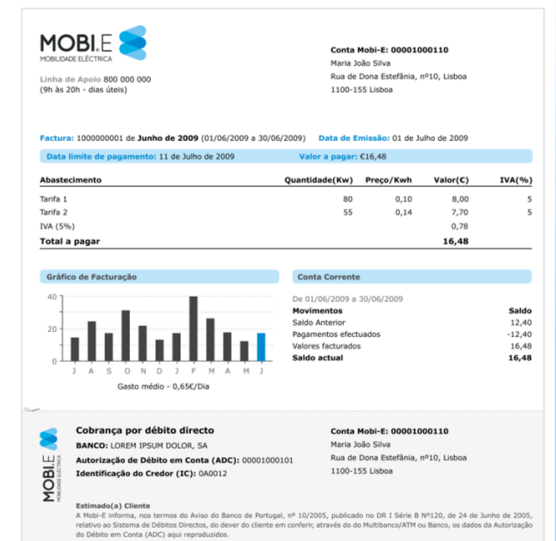 MOBI.E
MOBILIDADE ELÉCTRICA
Linha de Apoio 800 000 000
(9h às 20h - dias úteis)
Conta Mobi-E: 00001000110
Maria João Silva
Rua de Dona Estefânia, nº10, Lisboa
1100-155 Lisboa
Factura: 1000000001 de Junho de 2009 (01/06/2009 a 30/06/2009) Data de Emissão: 01 de Julho de 2009
Data limite de pagamento: 11 de Julho de 2009 Valor a pagar: €16,48
Abastecimento Quantidade(Kw) Preço/Kwh Valor(€) IVA(%)
Tarifa 1 80 0,10 8,00 5
Tarifa 2 55 0,14 7,70 5
IVA (5%) 0,78
Total a pagar 16,48
Gráfico de Facturação
40
20
0
J A S O N D J F M A M J
Gasto médio - 0,65€/Dia
Conta Corrente
De 01/06/2009 a 30/06/2009
Movimentos Saldo
Saldo Anterior 12,40
Pagamentos efectuados -12,40
Valores facturados 16,48
Saldo actual 16,48
MOBI.E
MOBILIDADE ELÉCTRICA
Cobrança por débito directo
BANCO: LOREM IPSUM DOLOR, SA
Autorização de Débito em Conta (ADC): 00001000101
Identificação do Credor (IC): 0A0012
Conta Mobi-E: 00001000110
Maria João Silva
Rua de Dona Estefânia, nº10, Lisboa
1100-155 Lisboa
Estimado(a) Cliente
A Mobi-E informa, nos termos do Aviso do Banco de Portugal, nº 10/2005, publicado no DR I Série B Nº120, de 24 de Junho de 2005,
relativo ao Sistema de Débitos Directos, do dever do cliente em conferir, através do do Multibanco/ATM ou Banco, os dados da Autorização
do Débito em Conta (ADC) aqui reproduzidos.